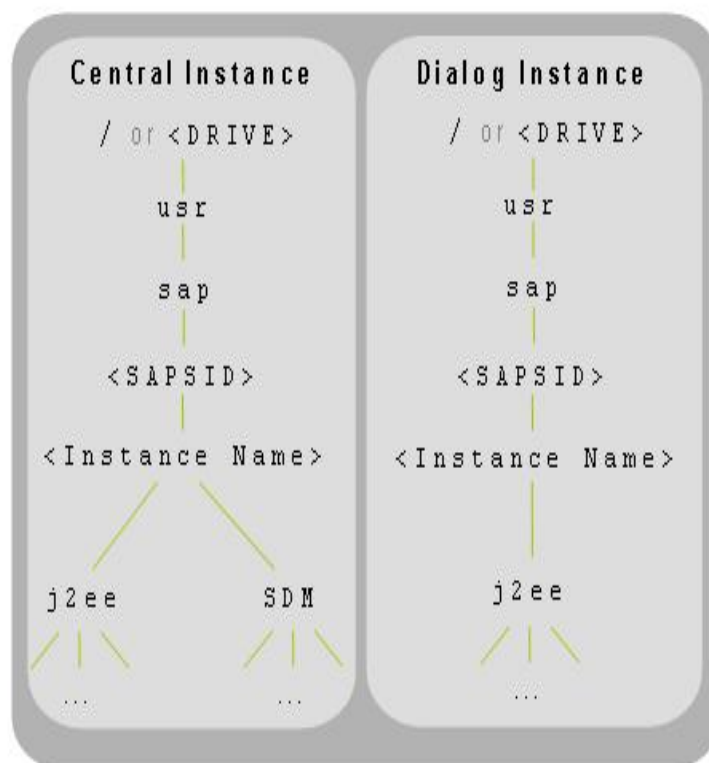 Central Instance
/ or <DRIVE>
usr
sap
<SAPSID>
<Instance Name>
j2ee SDM
... ...
Dialog Instance
/ or <DRIVE>
usr
sap
<SAPSID>
<Instance Name>
j2ee
...